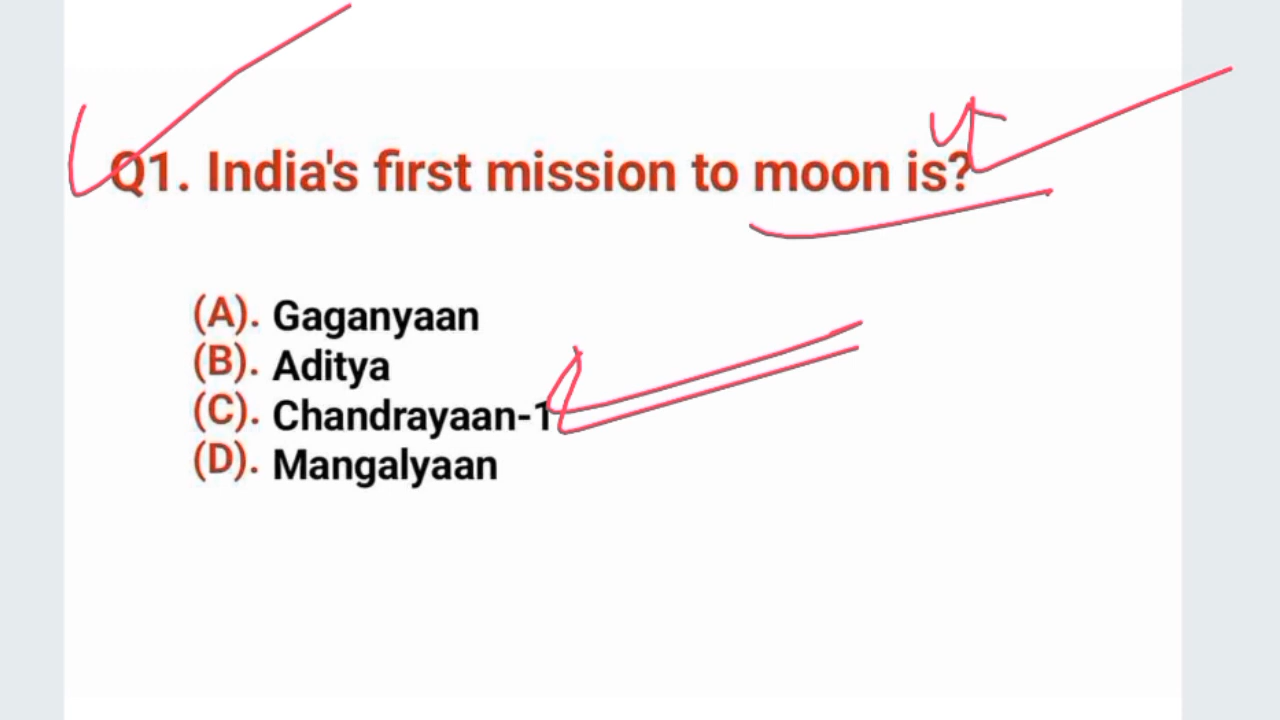 Q1. India's first mission to moon is?
(A). Gaganyaan
(B). Aditya
(C). Chandrayaan-1
(D). Mangalyaan